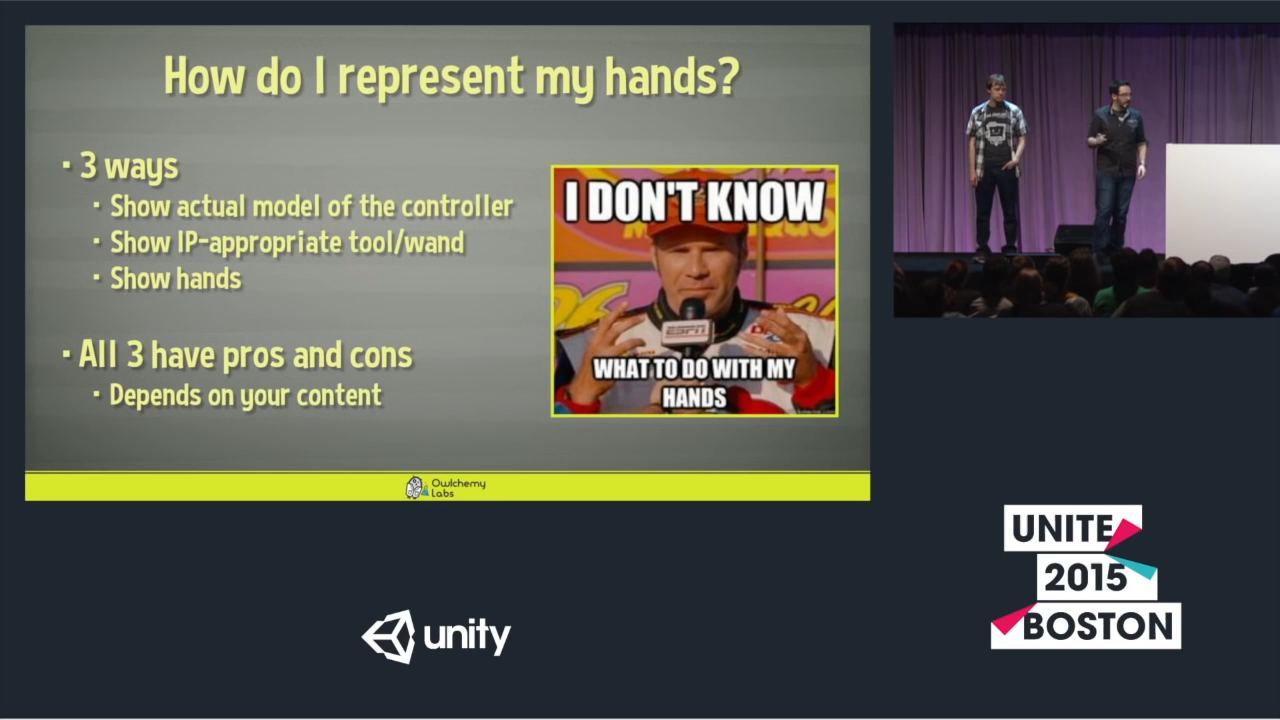 How do I represent my hands?
· 3 ways
· Show actual model of the controller
· Show IP-appropriate tool/wand
· Show hands
· All 3 have pros and cons
· Depends on your content
I DON'T KNOW
ESPN
WHAT TO DO WITH MY
HANDS
Owlchemy
Labs
unity
UNITE
2015
BOSTON